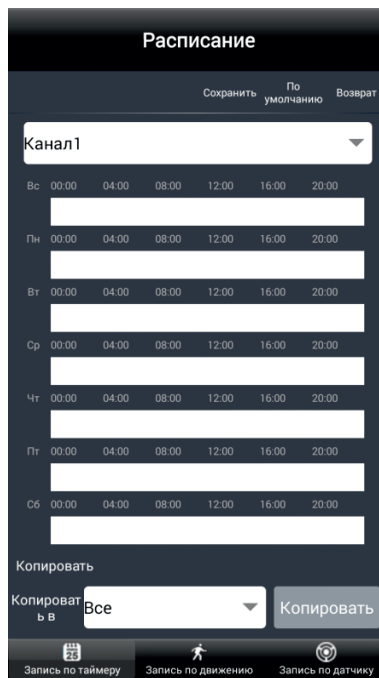 Расписание
Сохранить По умолчанию Возврат
Канал1
Вс 00:00 04:00 08:00 12:00 16:00 20:00
Пн 00:00 04:00 08:00 12:00 16:00 20:00
Вт 00:00 04:00 08:00 12:00 16:00 20:00
Ср 00:00 04:00 08:00 12:00 16:00 20:00
Чт 00:00 04:00 08:00 12:00 16:00 20:00
Пт 00:00 04:00 08:00 12:00 16:00 20:00
Сб 00:00 04:00 08:00 12:00 16:00 20:00
Копировать
Копироват
ь в
Все
Копировать
25
Запись по таймеру Запись по движению Запись по датчику